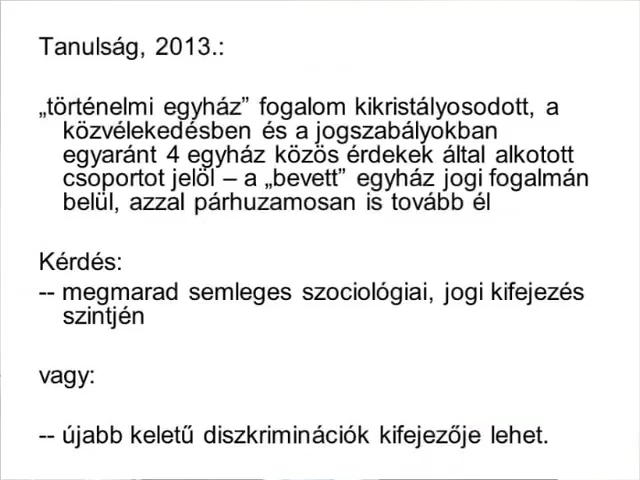 Tanulság, 2013.:
„történelmi egyház” fogalom kikristályosodott, a
közvélekedésben és a jogszabályokban
egyaránt 4 egyház közös érdekek által alkotott
csoportot jelöl – a „bevett” egyház jogi fogalmán
belül, azzal párhuzamosan is tovább él
Kérdés:
-- megmarad semleges szociológiai, jogi kifejezés
szintjén
vagy:
-- újabb keletű diszkriminációk kifejezője lehet.